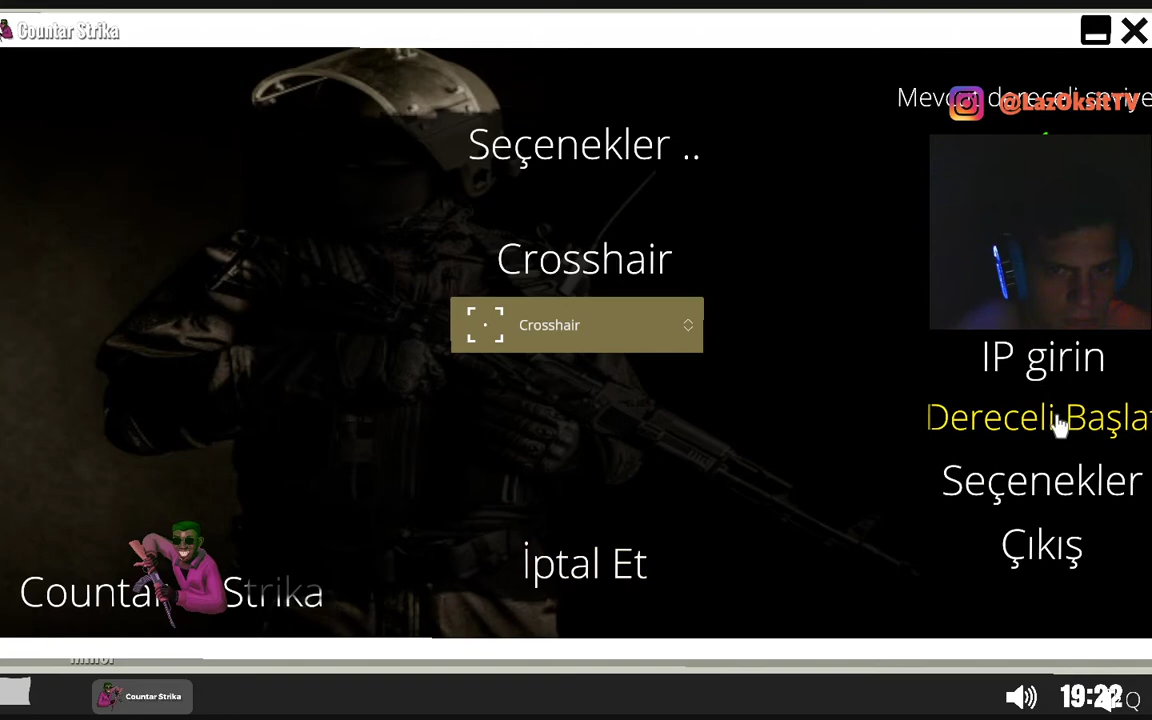 Countar Strika
Mevcut dereceli seviye
@LazOksitTV
Seçenekler ..
Crosshair
Crosshair
IP girin
Dereceli Başlat
Seçenekler
Çıkış
İptal Et
Countar Strika
Countar Strika
19:22
Q